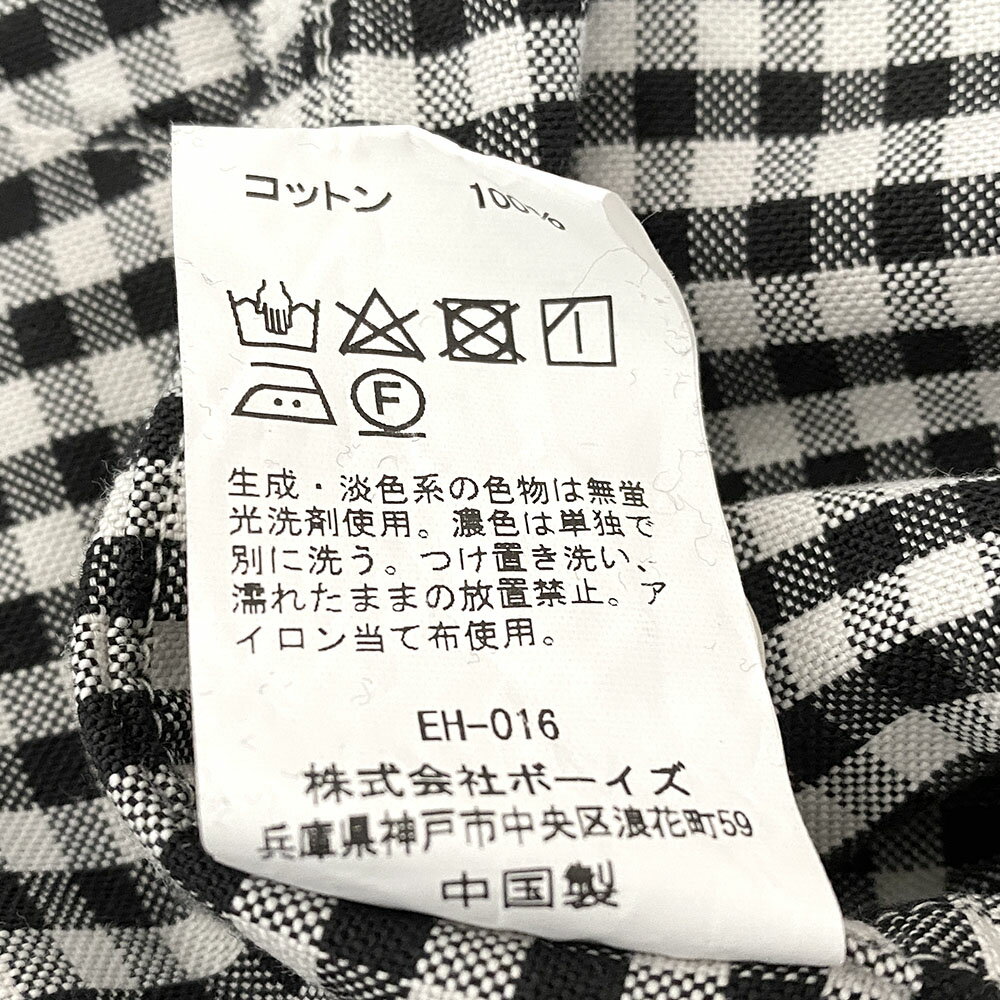 コットン 100%
F
生成・淡色系の色物は無蛍
光洗剤使用。濃色は単独で
別に洗う。つけ置き洗い、
濡れたままの放置禁止。ア
イロン当て布使用。
EH-016
株式会社ボーイズ
兵庫県神戸市中央区浪花町59
中国製